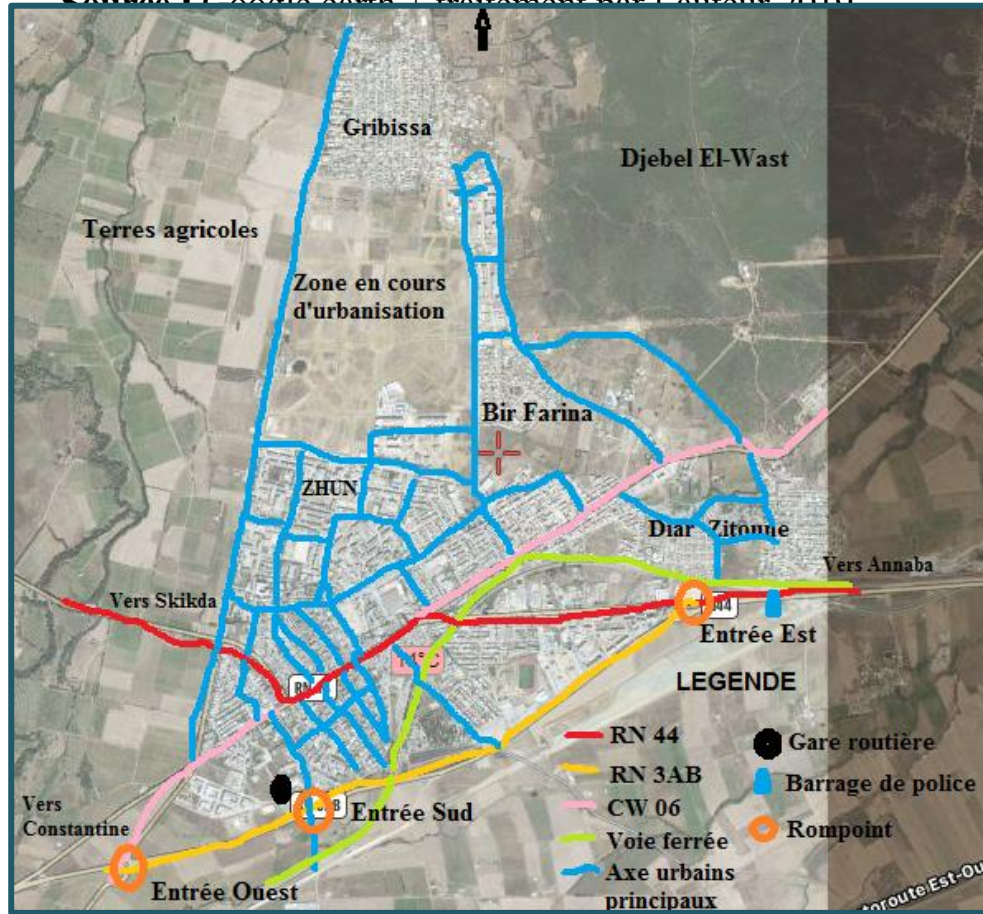 Gribissa
Djebel El-Wast
Terres agricoles
Zone en cours
d'urbanisation
Bir Farina
ZHUN
Diar Zitoune
Vers Annaba
Vers Skikda
Entrée Est
LEGENDE
RN 44
Gare routière
RN 3AB
Barrage de police
CW 06
Vers
Constantine
Entrée Sud
Rompoint
Voie ferrée
Entrée Ouest
Axe urbains
principaux